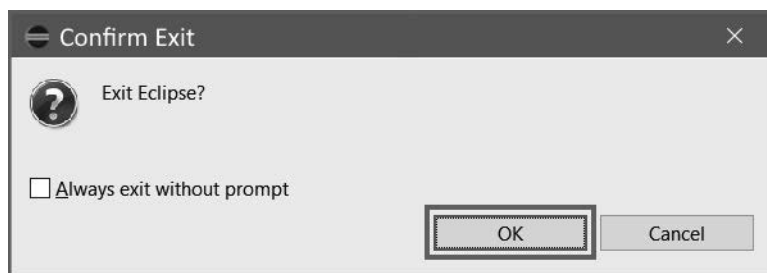 Confirm Exit
Exit Eclipse?
Always exit without prompt
OK Cancel